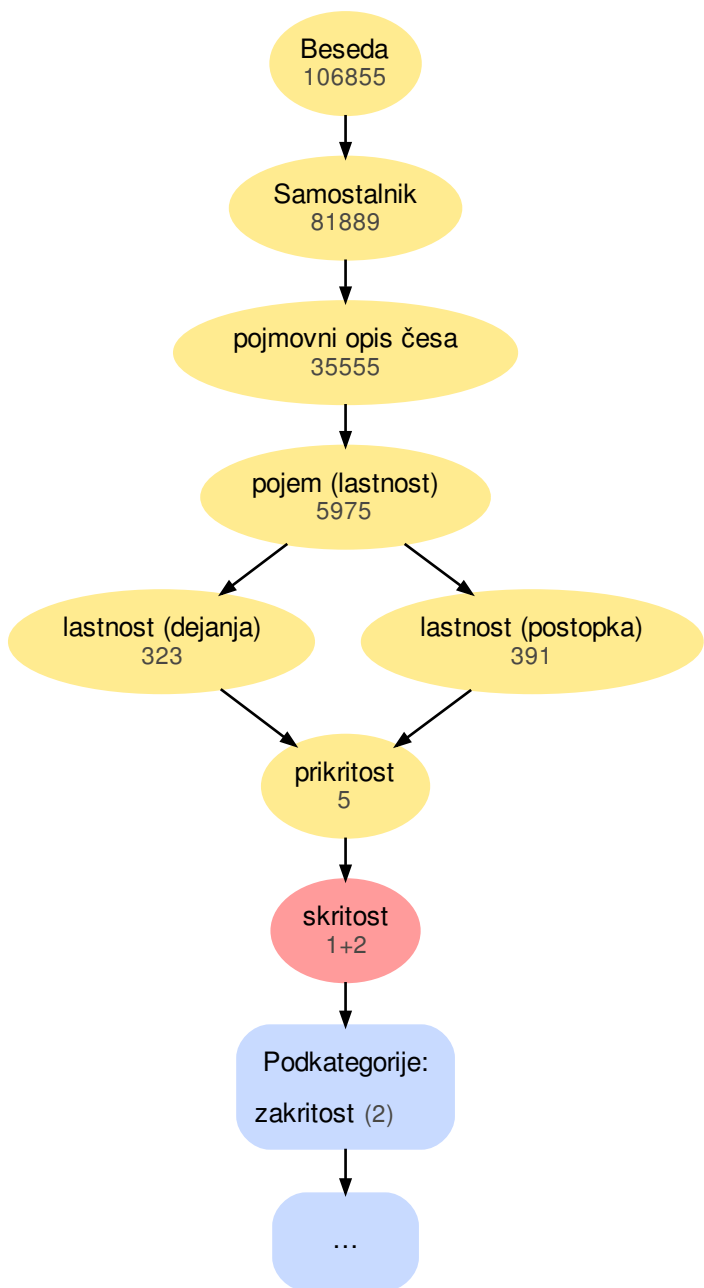 Beseda
106855
Samostalnik
81889
pojmovni opis česa
35555
pojem (lastnost)
5975
lastnost (dejanja)
323
lastnost (postopka)
391
prikritost
5
skritost
1+2
Podkategorije:
zakritost (2)
...